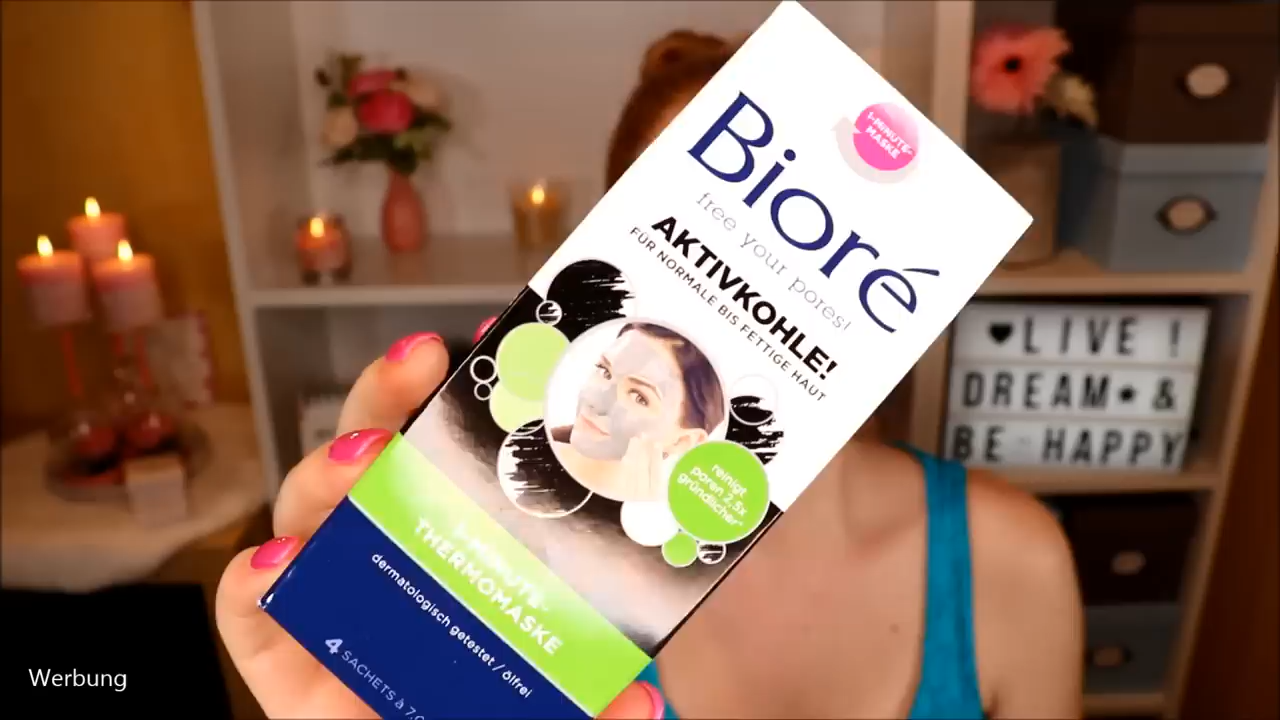 1-MINUTE-
MASKE
Bioré
free your pores!
AKTIVKOHLE!
FÜR NORMALE BIS FETTIGE HAUT
reinigt
poren 2,5x
gründlicher*
1-MINUTE-
THERMOMASKE
dermatologisch getestet / ölfrei
4 SACHETS à
♥ LIVE !
DREAM ★ &
BE HAPPY
Werbung